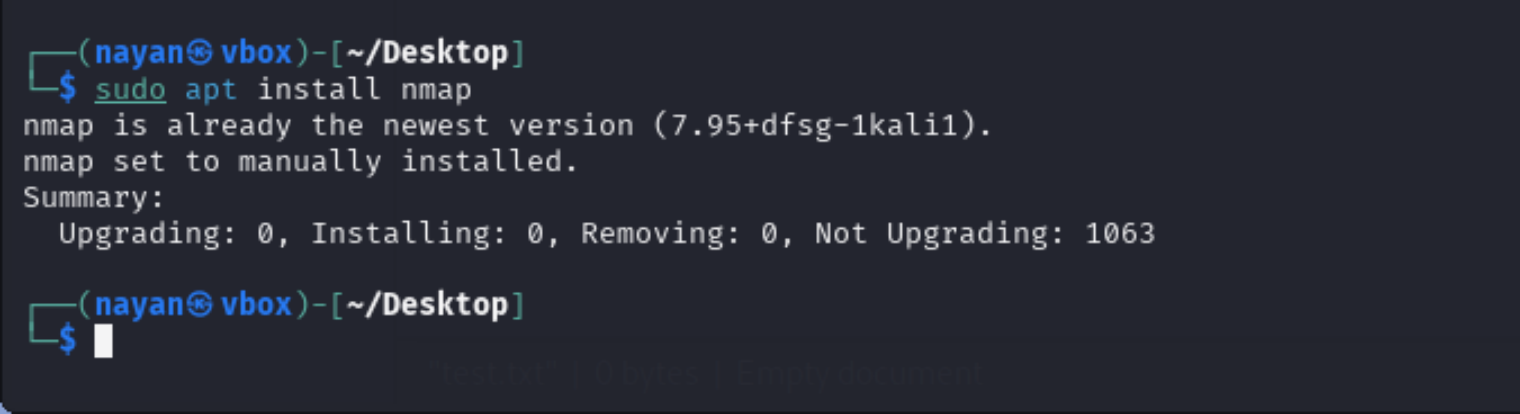 ┌──(nayan㉿vbox)-[~/Desktop]
└─$ sudo apt install nmap
nmap is already the newest version (7.95+dfsg-1kali1).
nmap set to manually installed.
Summary:
  Upgrading: 0, Installing: 0, Removing: 0, Not Upgrading: 1063
┌──(nayan㉿vbox)-[~/Desktop]
└─$
"test.txt" | 0 bytes | Empty document